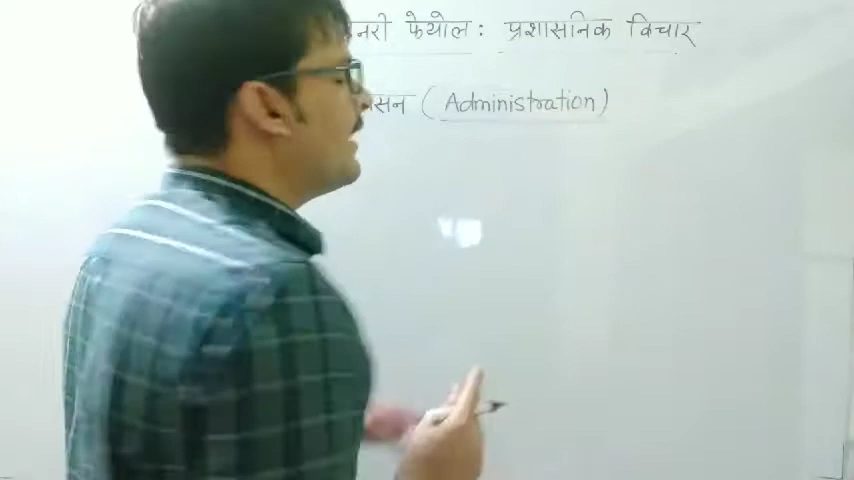 फेयोल : प्रशासनिक विचार
( Administration )